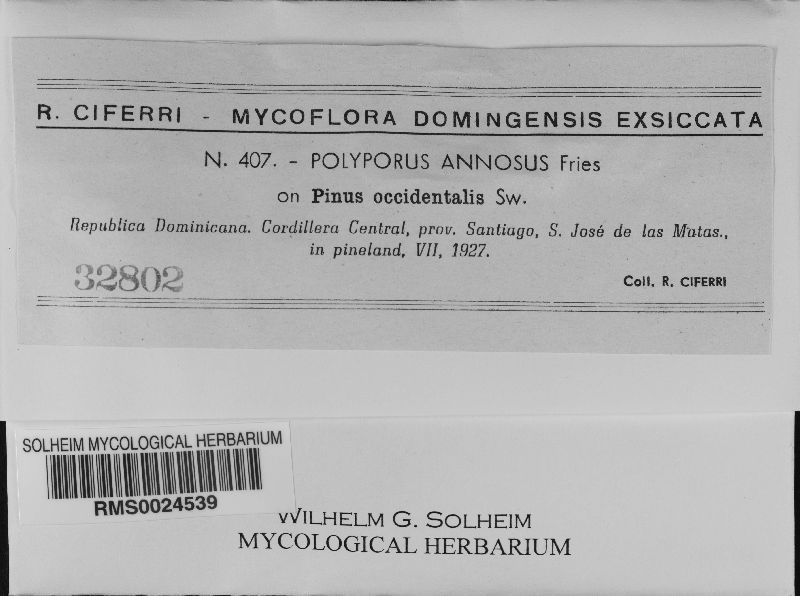 R. CIFERRI - MYCOFLORA DOMINGENSIS EXSICCATA
N. 407. - POLYPORUS ANNOSUS Fries
on Pinus occidentalis Sw.
Republica Dominicana. Cordillera Central, prov. Santiago, S. José de las Matas.,
in pineland, VII, 1927.
32802
Coll. R. CIFERRI
SOLHEIM MYCOLOGICAL HERBARIUM
RMS0024539
WILHELM G. SOLHEIM
MYCOLOGICAL HERBARIUM